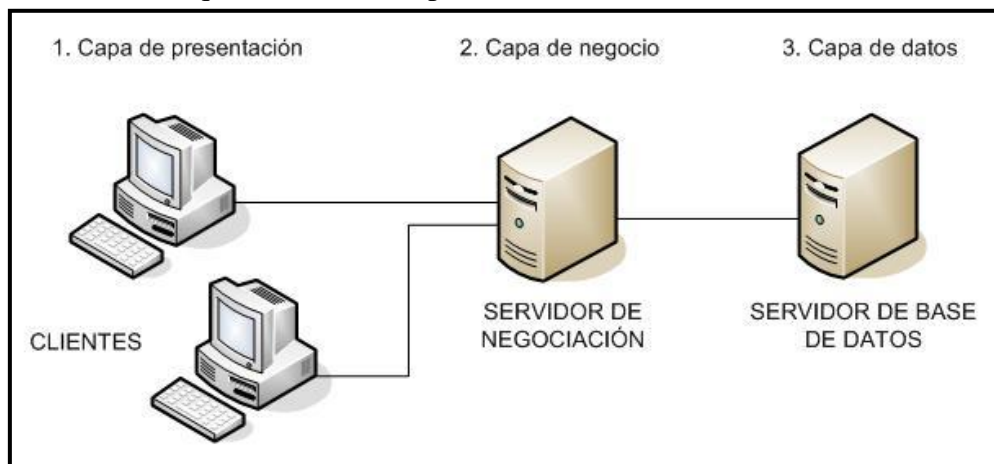 1. Capa de presentación
2. Capa de negocio
3. Capa de datos
CLIENTES
SERVIDOR DE
NEGOCIACIÓN
SERVIDOR DE BASE
DE DATOS